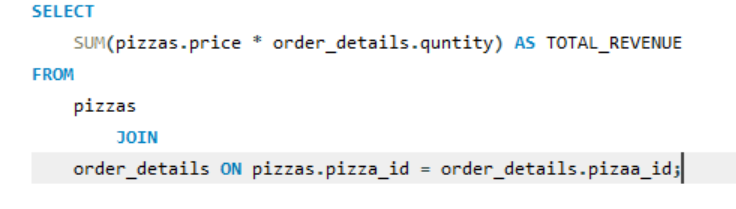 SELECT
SUM(pizzas.price * order_details.quntity) AS TOTAL_REVENUE
FROM
pizzas
JOIN
order_details ON pizzas.pizza_id = order_details.pizaa_id;